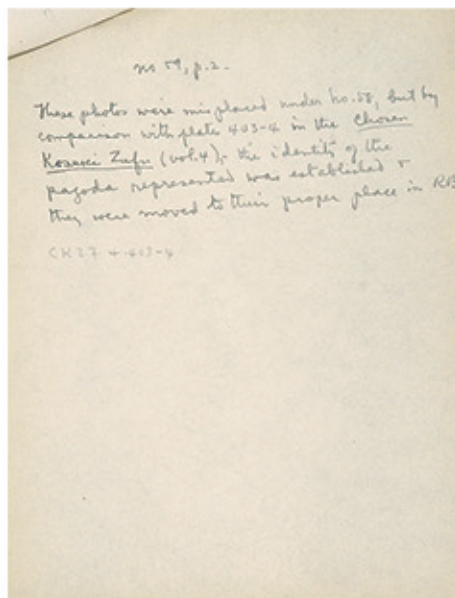 no 59, p.2.
These photos were misplaced under no.58, but by
comparison with plate 403-4 in the Chosen
Koseki Zufu (vol.4), the identity of the
pagoda represented was established &
they were moved to their proper place in RB
403-4